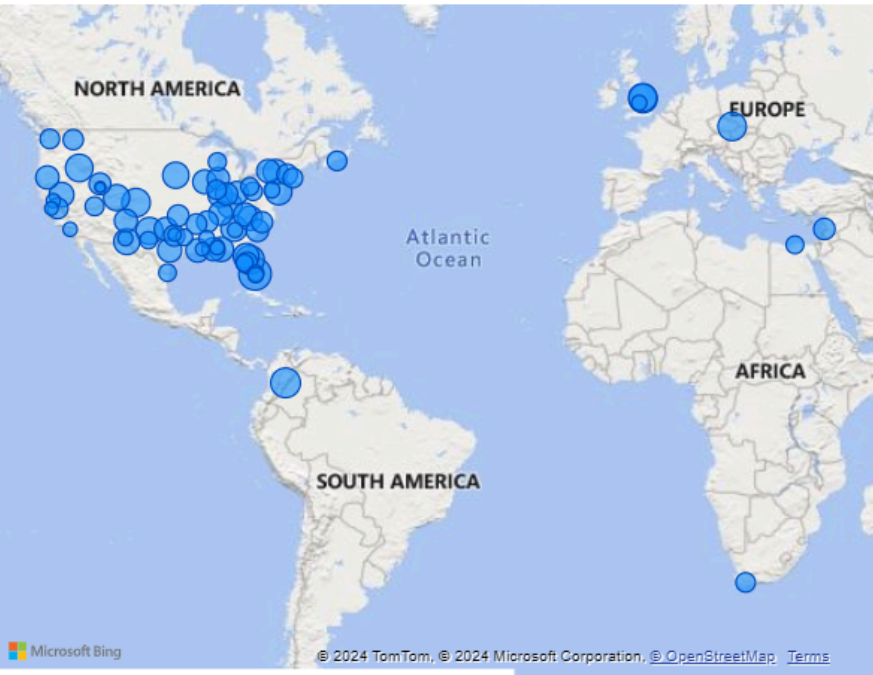 NORTH AMERICA
EUROPE
Atlantic
Ocean
AFRICA
SOUTH AMERICA
Microsoft Bing
© 2024 TomTom, © 2024 Microsoft Corporation, © OpenStreetMap Terms